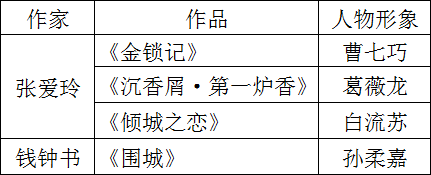 作家 作品 人物形象
《金锁记》 曹七巧
张爱玲 《沉香屑·第一炉香》 葛薇龙
《倾城之恋》 白流苏
钱钟书 《围城》 孙柔嘉